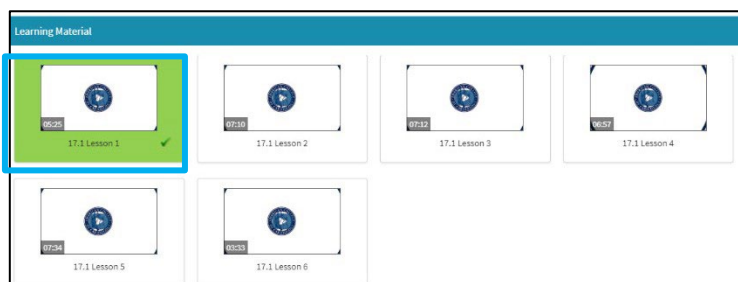 Learning Material
05:25
07:10
07:12
06:57
17.1 Lesson 1
17.1 Lesson 2
17.1 Lesson 3
17.1 Lesson 4
07:34
03:33
17.1 Lesson 5
17.1 Lesson 6